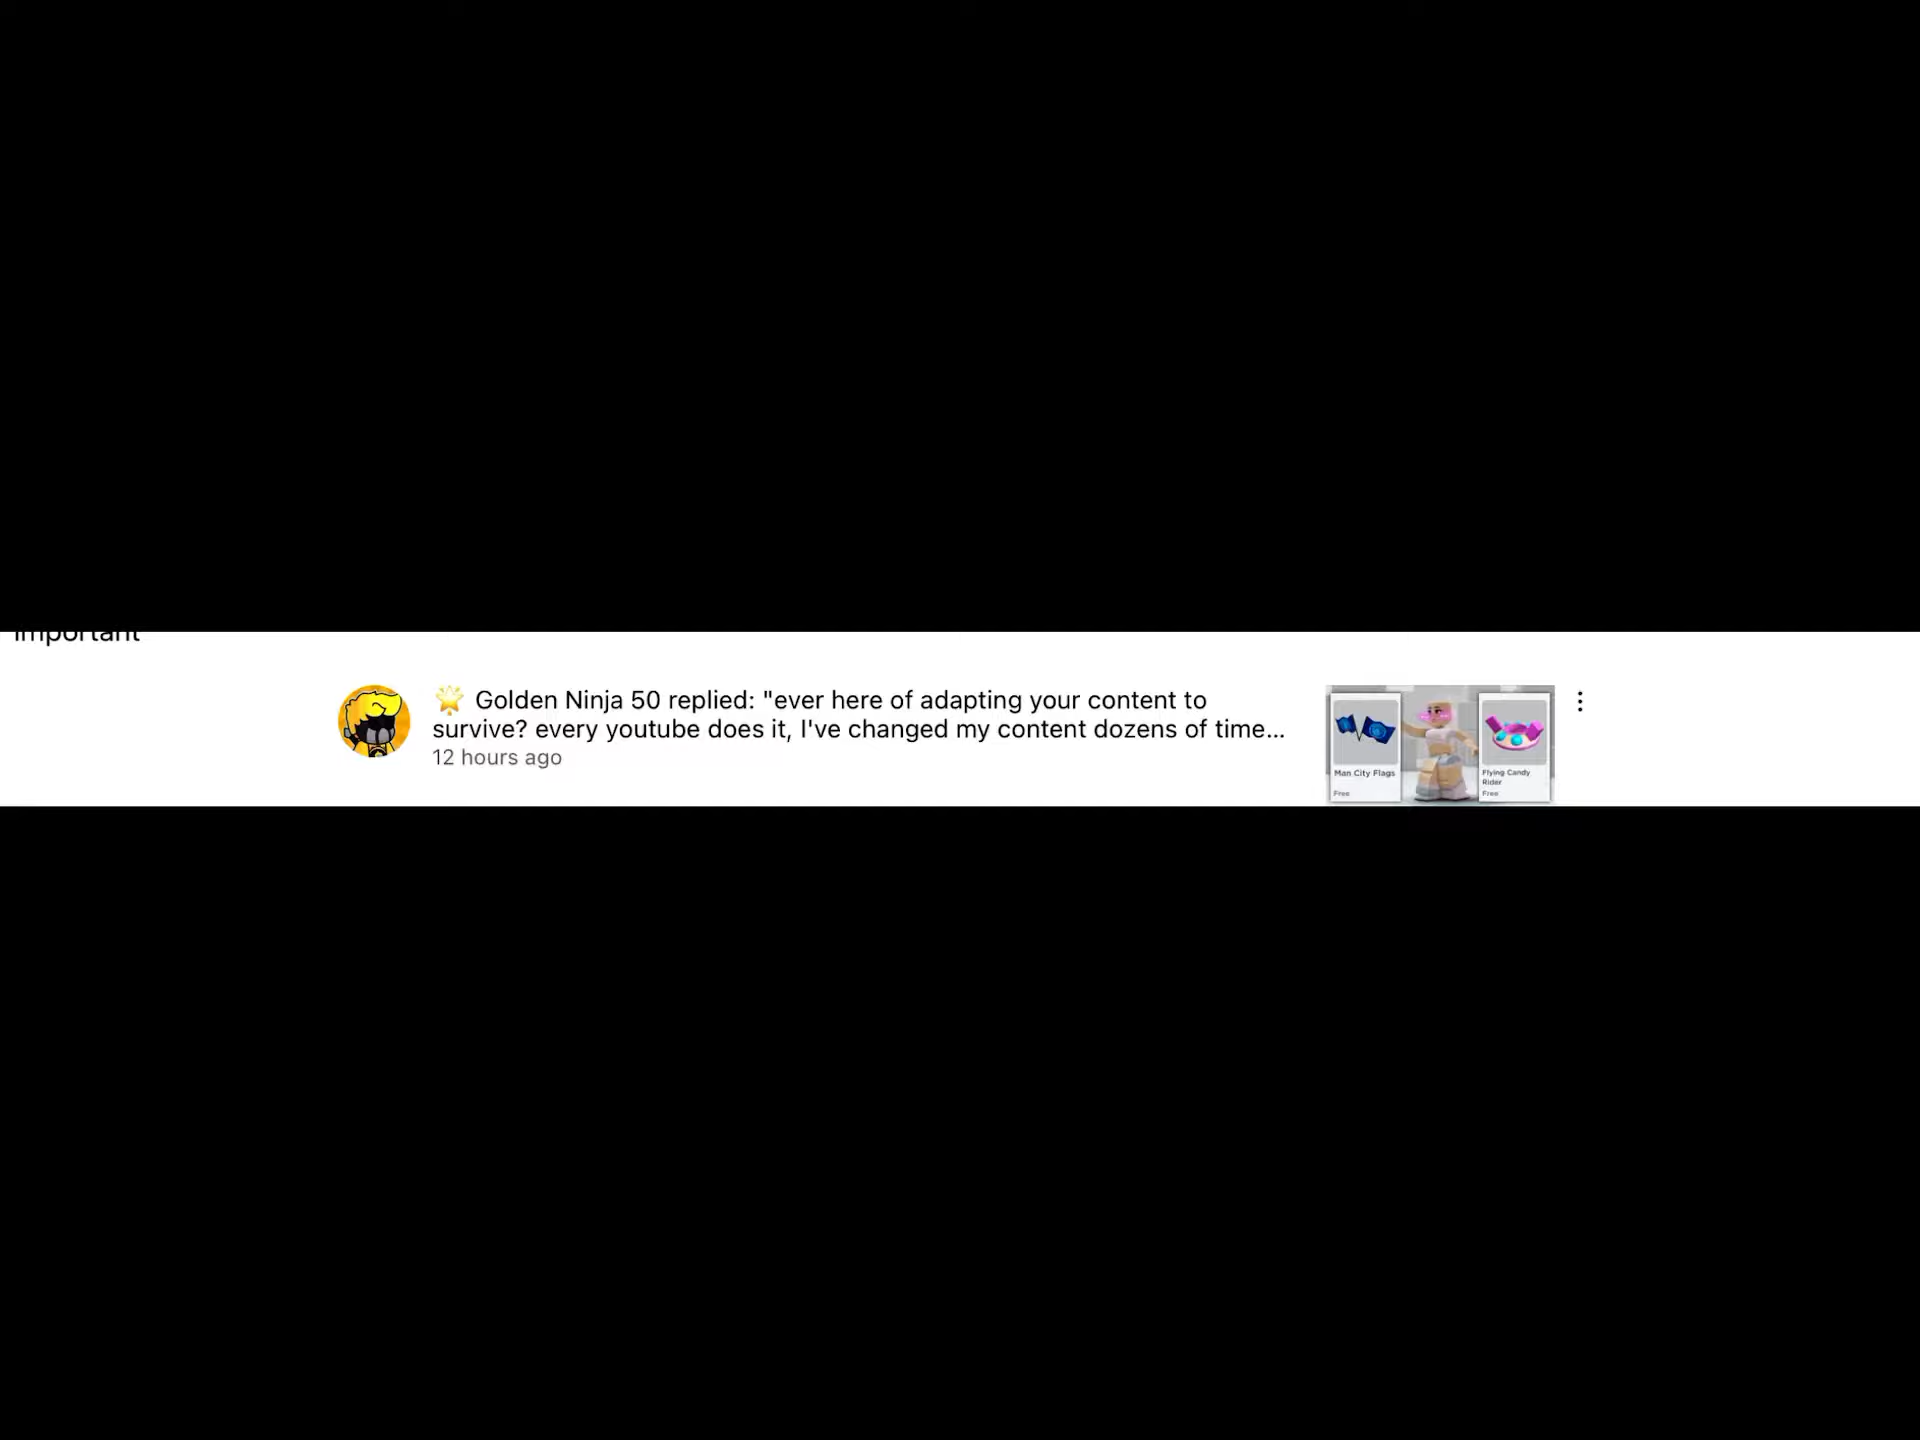 Important
🌟 Golden Ninja 50 replied: "ever here of adapting your content to
survive? every youtube does it, I've changed my content dozens of time...
12 hours ago
Man City Flags
Free
Flying Candy
Rider
Free